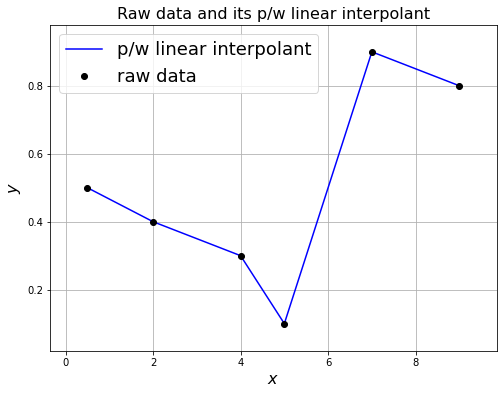 Raw data and its p/w linear interpolant
p/w linear interpolant
raw data
0.8
0.6
0.4
0.2
y
0 2 4 6 8
x